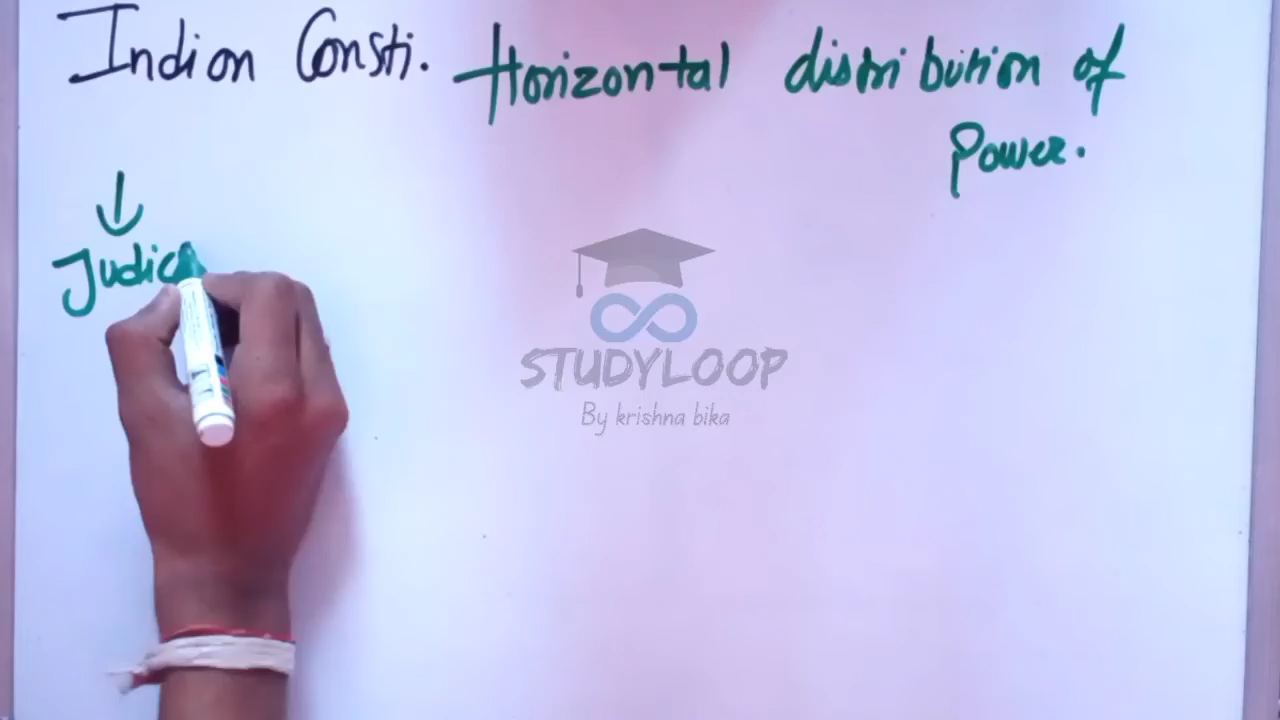 Indian Consti. Horizontal distribution of
Power.
Judic
STUDYLOOP
By krishna bika